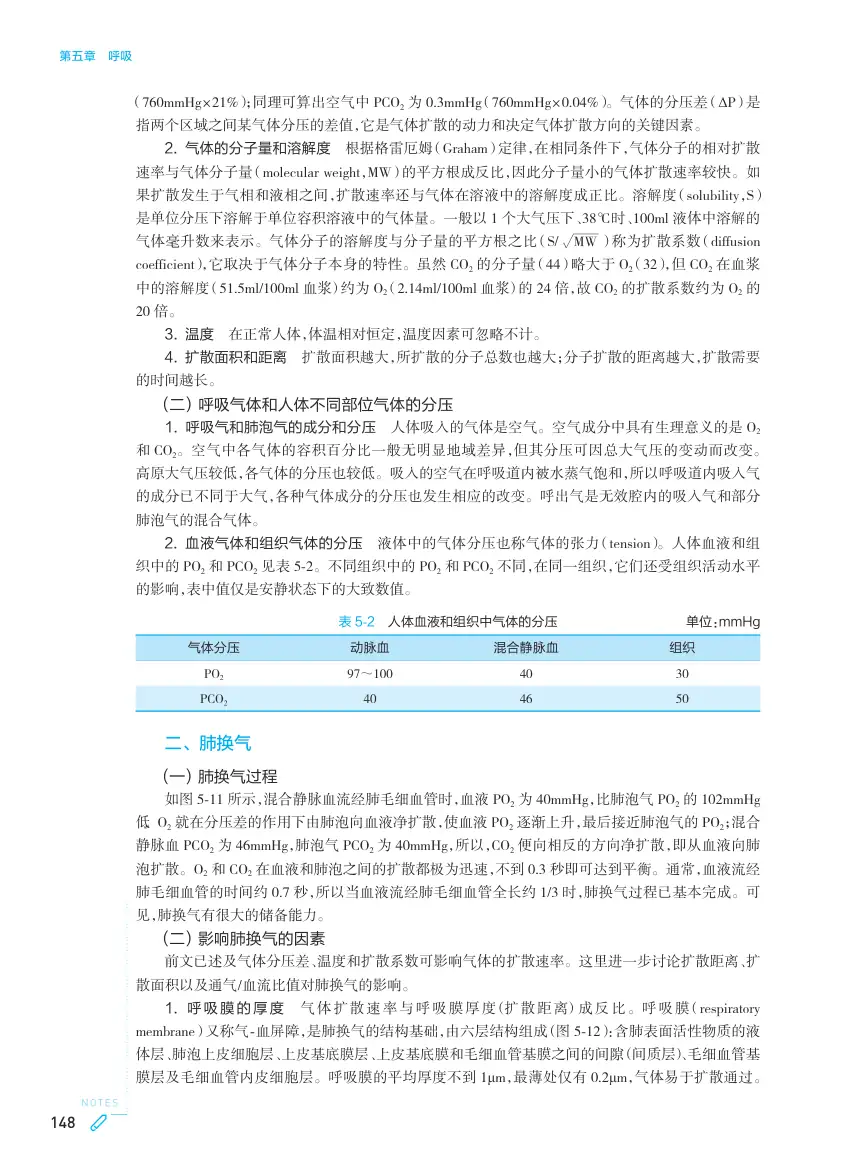 第五章　呼吸
（760mmHg×21%）；同理可算出空气中 PCO₂ 为 0.3mmHg（760mmHg×0.04%）。气体的分压差（ΔP）是
指两个区域之间某气体分压的差值，它是气体扩散的动力和决定气体扩散方向的关键因素。
2. 气体的分子量和溶解度　根据格雷厄姆（Graham）定律，在相同条件下，气体分子的相对扩散
速率与气体分子量（molecular weight，MW）的平方根成反比，因此分子量小的气体扩散速率较快。如
果扩散发生于气相和液相之间，扩散速率还与气体在溶液中的溶解度成正比。溶解度（solubility，S）
是单位分压下溶解于单位容积溶液中的气体量。一般以 1 个大气压下、38℃时、100ml 液体中溶解的
气体毫升数来表示。气体分子的溶解度与分子量的平方根之比（S/√MW）称为扩散系数（diffusion
coefficient），它取决于气体分子本身的特性。虽然 CO₂ 的分子量（44）略大于 O₂（32），但 CO₂ 在血浆
中的溶解度（51.5ml/100ml 血浆）约为 O₂（2.14ml/100ml 血浆）的 24 倍，故 CO₂ 的扩散系数约为 O₂ 的
20 倍。
3. 温度　在正常人体，体温相对恒定，温度因素可忽略不计。
4. 扩散面积和距离　扩散面积越大，所扩散的分子总数也越大；分子扩散的距离越大，扩散需要
的时间越长。
（二）呼吸气体和人体不同部位气体的分压
1. 呼吸气和肺泡气的成分和分压　人体吸入的气体是空气。空气成分中具有生理意义的是 O₂
和 CO₂。空气中各气体的容积百分比一般无明显地域差异，但其分压可因总大气压的变动而改变。
高原大气压较低，各气体的分压也较低。吸入的空气在呼吸道内被水蒸气饱和，所以呼吸道内吸入气
的成分已不同于大气，各种气体成分的分压也发生相应的改变。呼出气是无效腔内的吸入气和部分
肺泡气的混合气体。
2. 血液气体和组织气体的分压　液体中的气体分压也称气体的张力（tension）。人体血液和组
织中的 PO₂ 和 PCO₂ 见表 5-2。不同组织中的 PO₂ 和 PCO₂ 不同，在同一组织，它们还受组织活动水平
的影响，表中值仅是安静状态下的大致数值。
表 5-2　人体血液和组织中气体的分压　单位：mmHg
气体分压　动脉血　混合静脉血　组织
PO₂　97～100　40　30
PCO₂　40　46　50
二、肺换气
（一）肺换气过程
如图 5-11 所示，混合静脉血流经肺毛细血管时，血液 PO₂ 为 40mmHg，比肺泡气 PO₂ 的 102mmHg
低 O₂ 就在分压差的作用下由肺泡向血液净扩散，使血液 PO₂ 逐渐上升，最后接近肺泡气的 PO₂；混合
静脉血 PCO₂ 为 46mmHg，肺泡气 PCO₂ 为 40mmHg，所以，CO₂ 便向相反的方向净扩散，即从血液向肺
泡扩散。O₂ 和 CO₂ 在血液和肺泡之间的扩散都极为迅速，不到 0.3 秒即可达到平衡。通常，血液流经
肺毛细血管的时间约 0.7 秒，所以当血液流经肺毛细血管全长约 1/3 时，肺换气过程已基本完成。可
见，肺换气有很大的储备能力。
（二）影响肺换气的因素
前文已述及气体分压差、温度和扩散系数可影响气体的扩散速率。这里进一步讨论扩散距离、扩
散面积以及通气/血流比值对肺换气的影响。
1. 呼吸膜的厚度　气体扩散速率与呼吸膜厚度（扩散距离）成反比。呼吸膜（respiratory
membrane）又称气-血屏障，是肺换气的结构基础，由六层结构组成（图 5-12）：含肺表面活性物质的液
体层、肺泡上皮细胞层、上皮基底膜层、上皮基底膜和毛细血管基膜之间的间隙（间质层）、毛细血管基
膜层及毛细血管内皮细胞层。呼吸膜的平均厚度不到 1μm，最薄处仅有 0.2μm，气体易于扩散通过。
NOTES
148